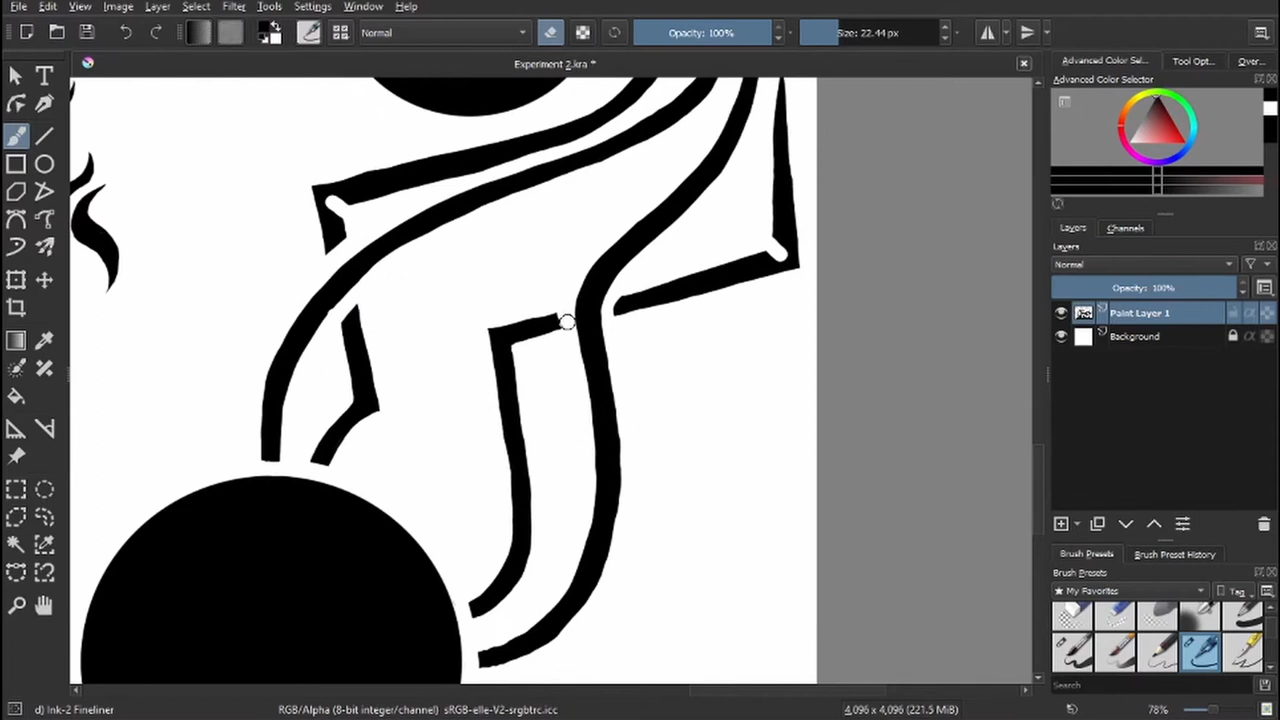 File Edit View Image Layer Select Filter Tools Settings Window Help
Normal Opacity: 100% Size: 22.44 px
Experiment 2.kra *
Advanced Color Sel... Tool Opt... Over...
Advanced Color Selector
Layers Channels
Layers
Normal
Opacity: 100%
Paint Layer 1
Background
Brush Presets Brush Preset History
Brush Presets
★ My Favorites Tag
Search
d) Ink-2 Fineliner RGB/Alpha (8-bit integer/channel) sRGB-elle-V2-srgbtrc.icc 4,096 x 4,096 (221.5 MiB) 78%